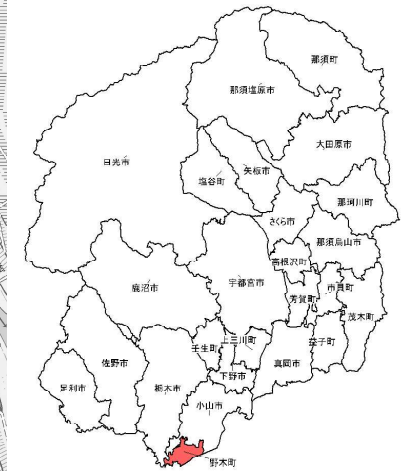 那須町
那須塩原市
大田原市
日光市
矢板市
塩谷町
那珂川町
さくら市
那須烏山市
高根沢町
宇都宮市
鹿沼市
市貝町
芳賀町
茂木町
上三川町
益子町
壬生町
真岡市
佐野市
下野市
栃木市
足利市
小山市
野木町